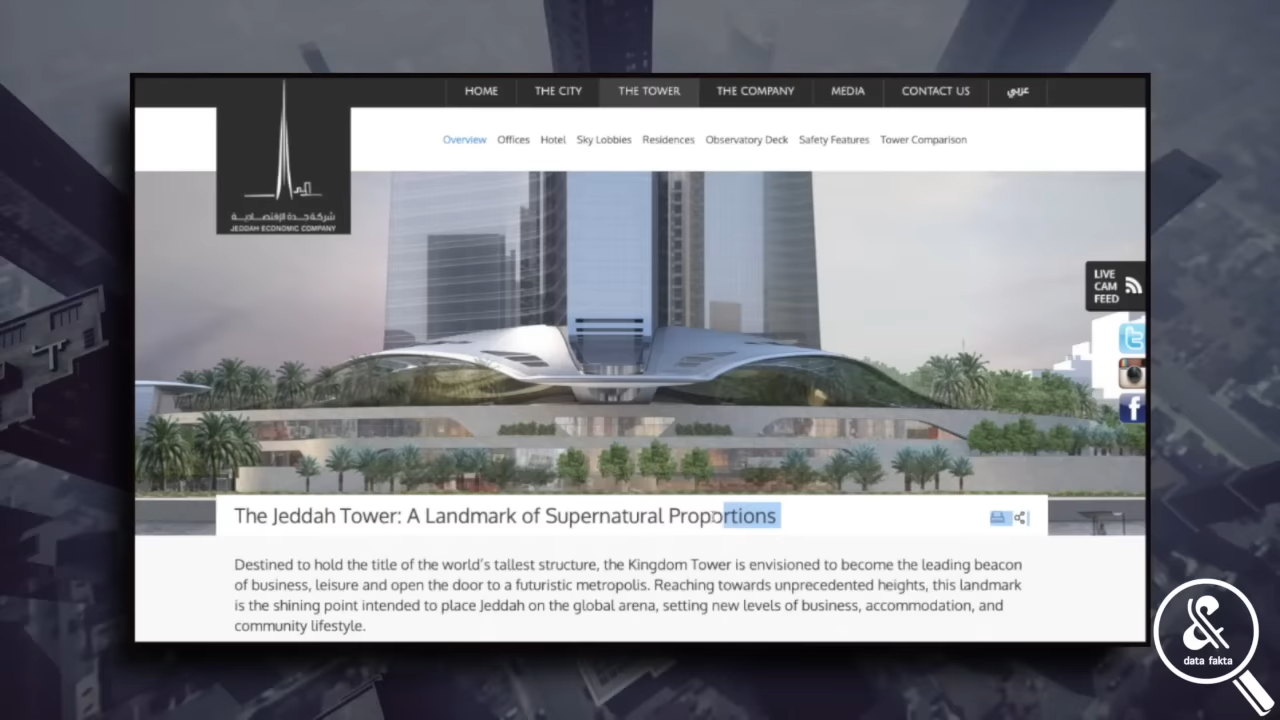 HOME THE CITY THE TOWER THE COMPANY MEDIA CONTACT US عربي
Overview Offices Hotel Sky Lobbies Residences Observatory Deck Safety Features Tower Comparison
شركة جدة الإقتصادية
JEDDAH ECONOMIC COMPANY
LIVE
CAM
FEED
The Jeddah Tower: A Landmark of Supernatural Proportions
Destined to hold the title of the world's tallest structure, the Kingdom Tower is envisioned to become the leading beacon
of business, leisure and open the door to a futuristic metropolis. Reaching towards unprecedented heights, this landmark
is the shining point intended to place Jeddah on the global arena, setting new levels of business, accommodation, and
community lifestyle.
&
data fakta